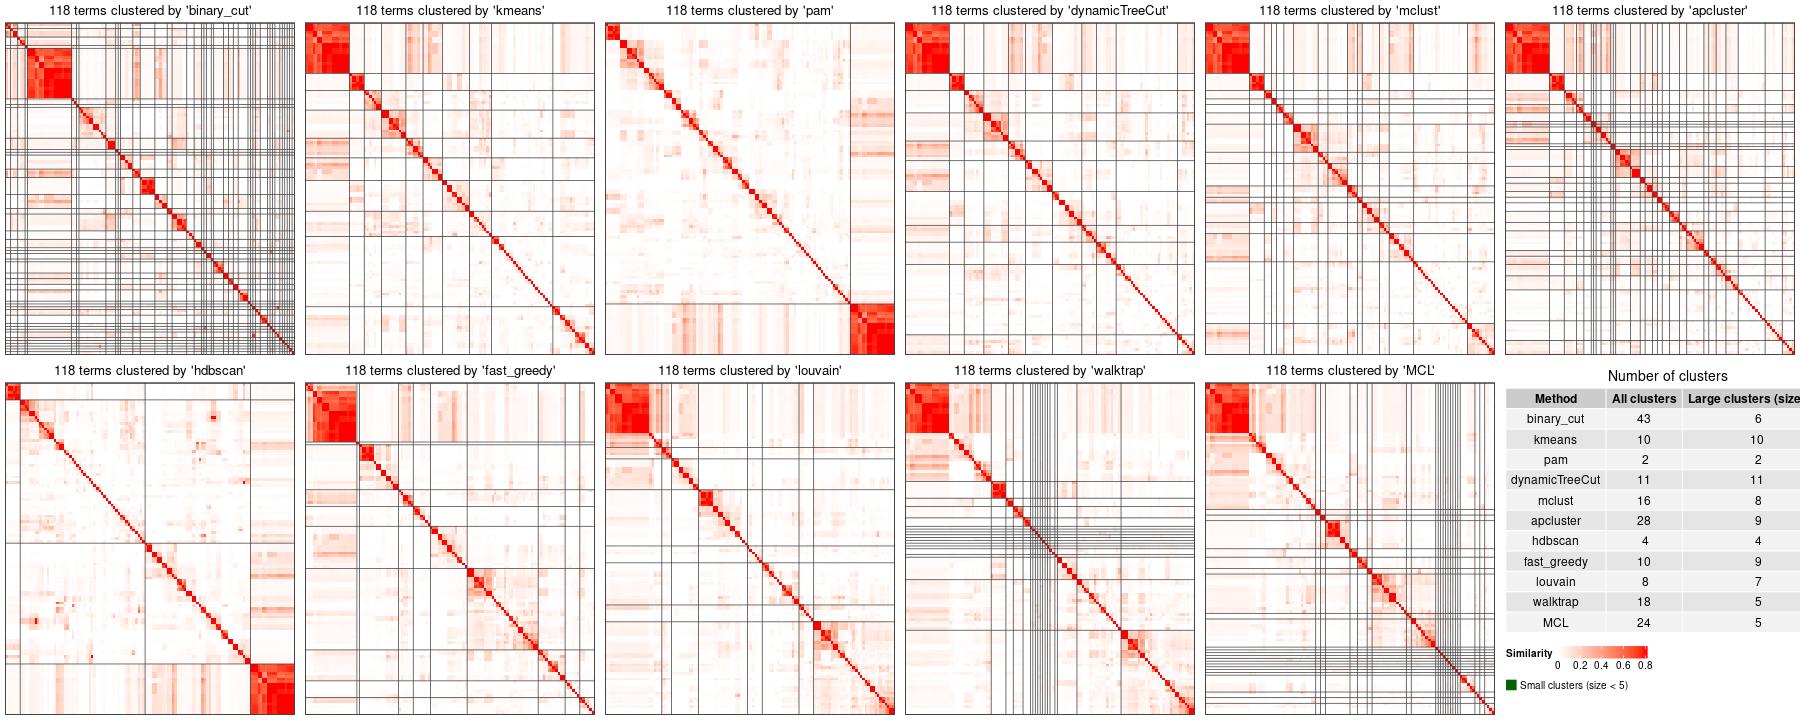 118 terms clustered by 'binary_cut'
118 terms clustered by 'kmeans'
118 terms clustered by 'pam'
118 terms clustered by 'dynamicTreeCut'
118 terms clustered by 'mclust'
118 terms clustered by 'apcluster'
118 terms clustered by 'hdbscan'
118 terms clustered by 'fast_greedy'
118 terms clustered by 'louvain'
118 terms clustered by 'walktrap'
118 terms clustered by 'MCL'
Number of clusters
Method All clusters Large clusters (size
binary_cut 43 6
kmeans 10 10
pam 2 2
dynamicTreeCut 11 11
mclust 16 8
apcluster 28 9
hdbscan 4 4
fast_greedy 10 9
louvain 8 7
walktrap 18 5
MCL 24 5
Similarity
0 0.2 0.4 0.6 0.8
Small clusters (size < 5)